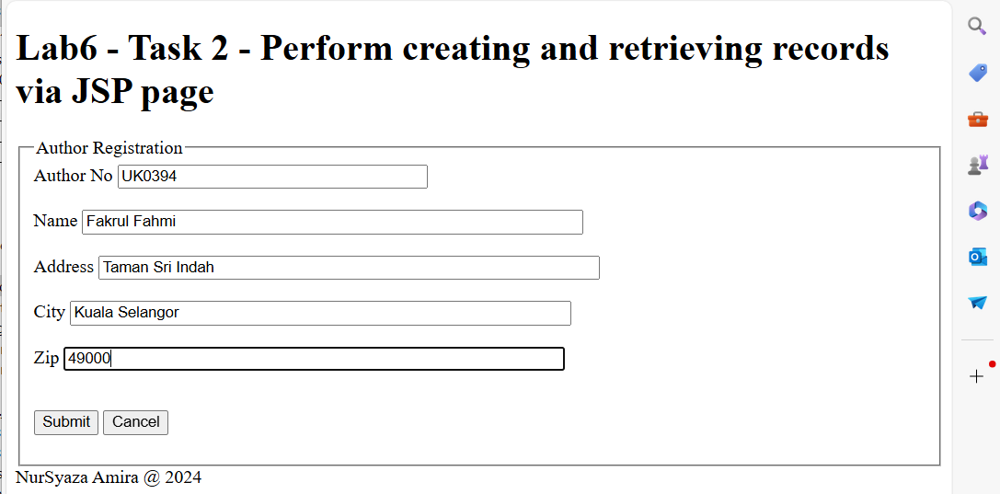 Lab6 - Task 2 - Perform creating and retrieving records
via JSP page
Author Registration
Author No UK0394
Name Fakrul Fahmi
Address Taman Sri Indah
City Kuala Selangor
Zip 49000
Submit Cancel
NurSyaza Amira @ 2024